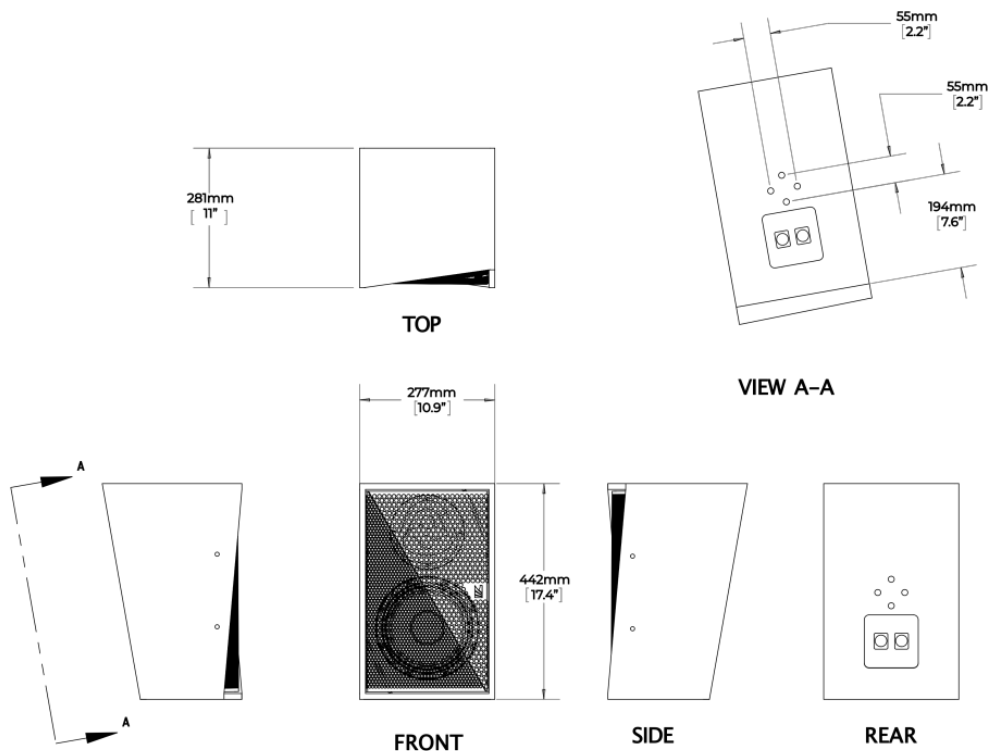 55mm
[2.2"]
55mm
[2.2"]
281mm
[ 11" ]
194mm
[7.6"]
TOP
VIEW A-A
277mm
[10.9"]
A
442mm
[17.4"]
A
FRONT
SIDE
REAR